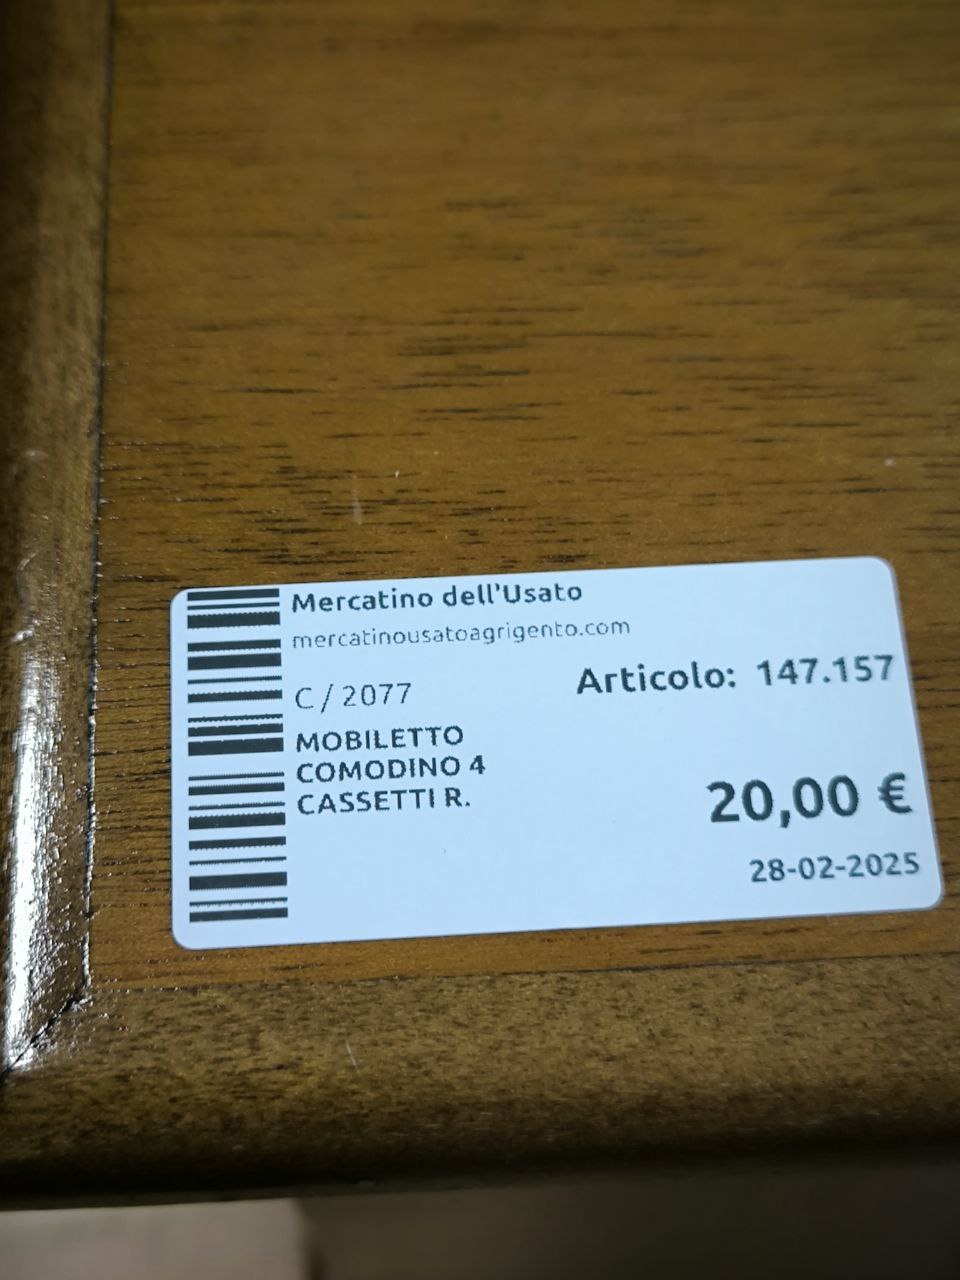 Mercatino dell'Usato
mercatinousatoagrigento.com
C / 2077
Articolo: 147.157
MOBILETTO
COMODINO 4
CASSETTI R.
20,00 €
28-02-2025